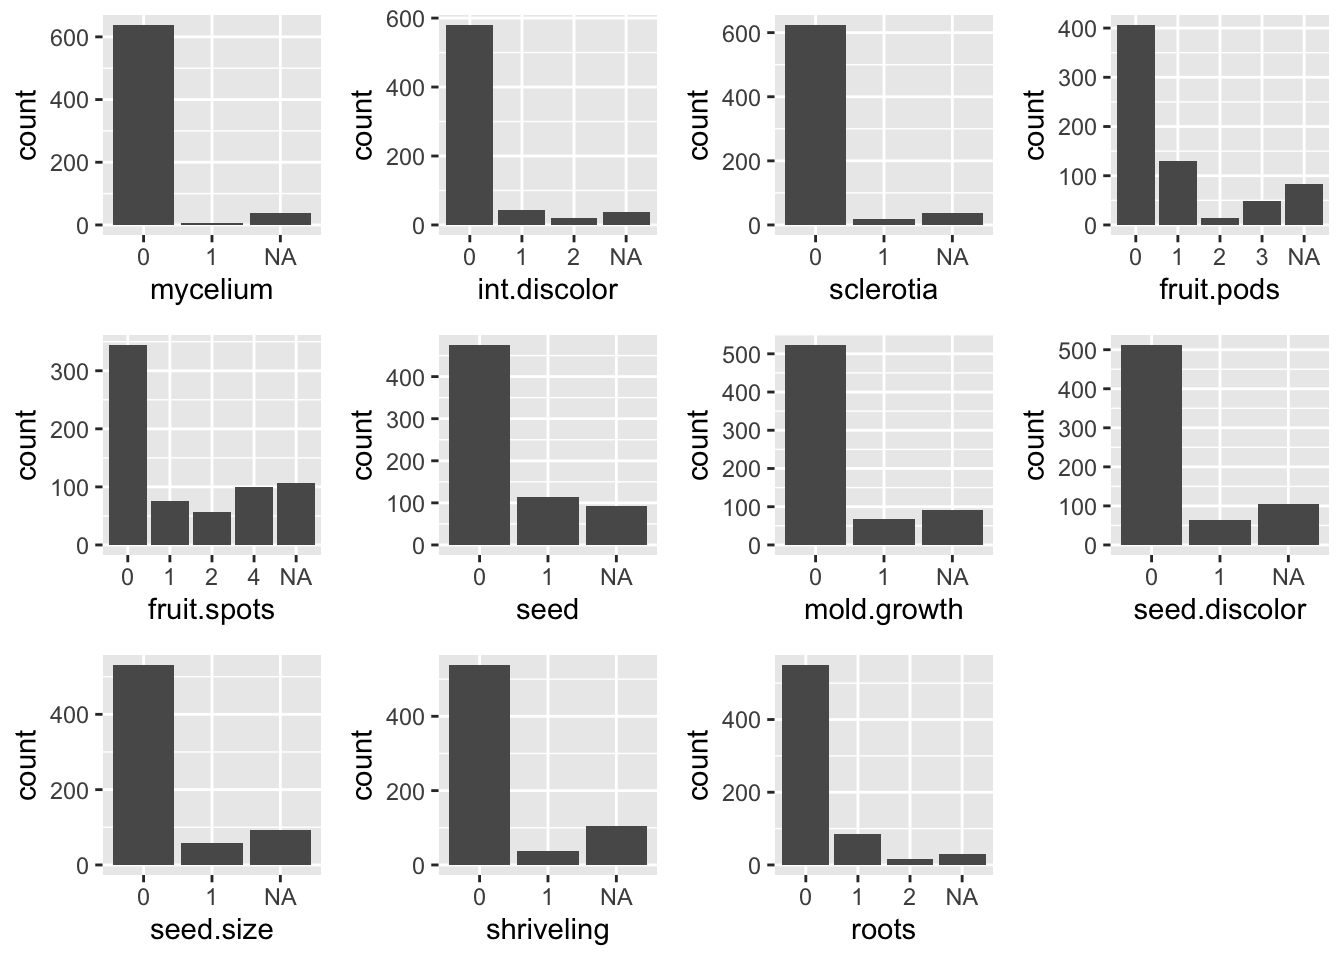 600
400
200
0
count
0 1 NA
mycelium
600
400
200
0
count
0 1 2 NA
int.discolor
600
400
200
0
count
0 1 NA
sclerotia
400
300
200
100
0
count
0 1 2 3 NA
fruit.pods
300
200
100
0
count
0 1 2 4 NA
fruit.spots
400
300
200
100
0
count
0 1 NA
seed
500
400
300
200
100
0
count
0 1 NA
mold.growth
500
400
300
200
100
0
count
0 1 NA
seed.discolor
400
200
0
count
0 1 NA
seed.size
400
200
0
count
0 1 NA
shriveling
400
200
0
count
0 1 2 NA
roots